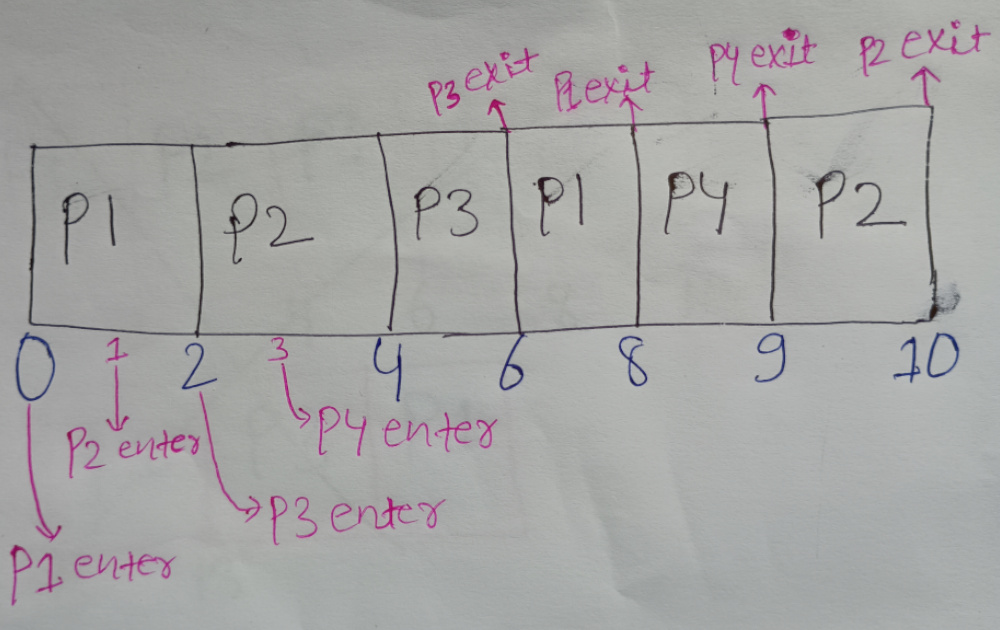 P3 exit P1 exit P4 exit P2 exit
P1 P2 P3 P1 P4 P2
0 1 2 3 4 6 8 9 10
P2 enter P4 enter
P3 enter
P1 enter